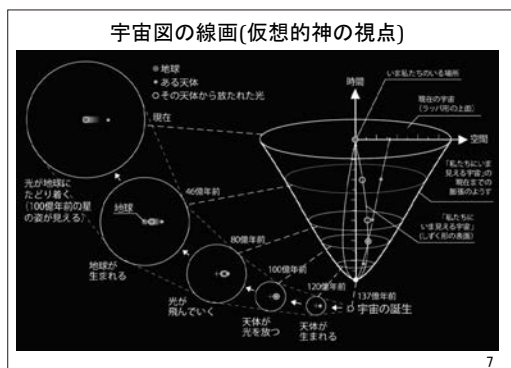 宇宙図の線画(仮想的神の視点)
⊕地球
•ある天体
○その天体から放たれた光
現在
光が地球に
たどり着く。
(100億年前の星
の姿が見える)
46億年前
地球
地球が
生まれる
80億年前
光が
飛んでいく
100億年前
天体が
光を放つ
120億年前
天体が
生まれる
137億年前
宇宙の誕生
時間
いま私たちのいる場所
現在の宇宙
(ラッパ形の上面)
空間
「私たちにいま
見える宇宙」の
現在までの
膨張のようす
「私たちに
いま見える宇宙」
(しずく形の表面)
7